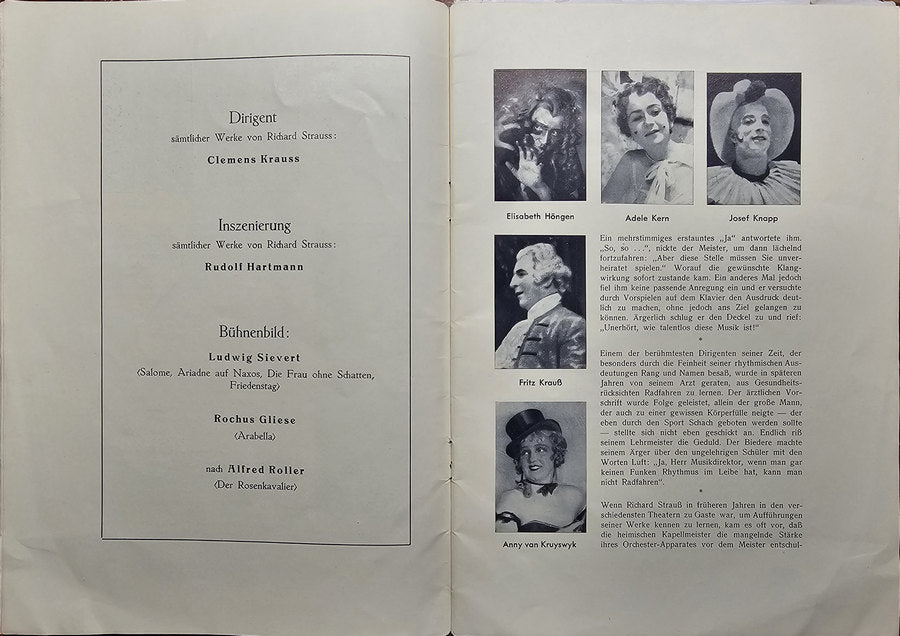 Dirigent
sämtlicher Werke von Richard Strauss:
Clemens Krauss
Inszenierung
sämtlicher Werke von Richard Strauss:
Rudolf Hartmann
Bühnenbild:
Ludwig Sievert
(Salome, Ariadne auf Naxos, Die Frau ohne Schatten,
Friedenstag)
Rochus Gliese
(Arabella)
nach Alfred Roller
(Der Rosenkavalier)
Elisabeth Höngen
Adele Kern
Josef Knapp
Fritz Krauß
Anny van Kruyswyk
Ein mehrstimmiges erstauntes „Ja“ antwortete ihm.
„So, so ...“, nickte der Meister, um dann lächelnd
fortzufahren: „Aber diese Stelle müssen Sie unver-
heiratet spielen.“ Worauf die gewünschte Klang-
wirkung sofort zustande kam. Ein anderes Mal jedoch
fiel ihm keine passende Anregung ein und er versuchte
durch Vorspielen auf dem Klavier den Ausdruck deut-
lich zu machen, ohne jedoch ans Ziel gelangen zu
können. Ärgerlich schlug er den Deckel zu und rief:
„Unerhört, wie talentlos diese Musik ist!“
*
Einem der berühmtesten Dirigenten seiner Zeit, der
besonders durch die Feinheit seiner rhythmischen Aus-
deutungen Rang und Namen besaß, wurde in späteren
Jahren von seinem Arzt geraten, aus Gesundheits-
rücksichten Radfahren zu lernen. Der ärztlichen Vor-
schrift wurde Folge geleistet, allein der große Mann,
der auch zu einer gewissen Körperfülle neigte — der
eben durch den Sport Schach geboten werden sollte
— stellte sich nicht eben geschickt an. Endlich riß
seinem Lehrmeister die Geduld. Der Biedere machte
seinem Ärger über den ungelehrigen Schüler mit den
Worten Luft: „Ja, Herr Musikdirektor, wenn man gar
keinen Funken Rhythmus im Leibe hat, kann man
nicht Radfahren“.
*
Wenn Richard Strauß in früheren Jahren in den ver-
schiedensten Theatern zu Gaste war, um Aufführungen
seiner Werke kennen zu lernen, kam es oft vor, daß
die heimischen Kapellmeister die mangelnde Stärke
ihres Orchester-Apparates vor dem Meister entschul-